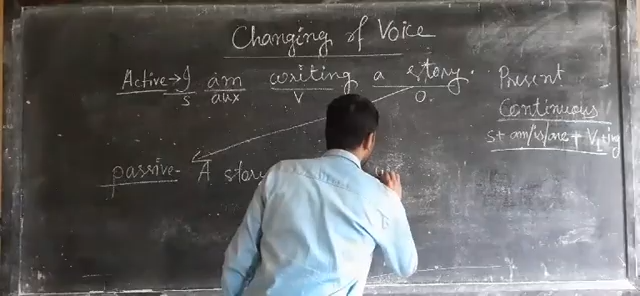 Changing of Voice
Active → I am writing a story.
S aux V O.
Present
Continuous
S + am/is/are + V₁ + ing
passive - A story